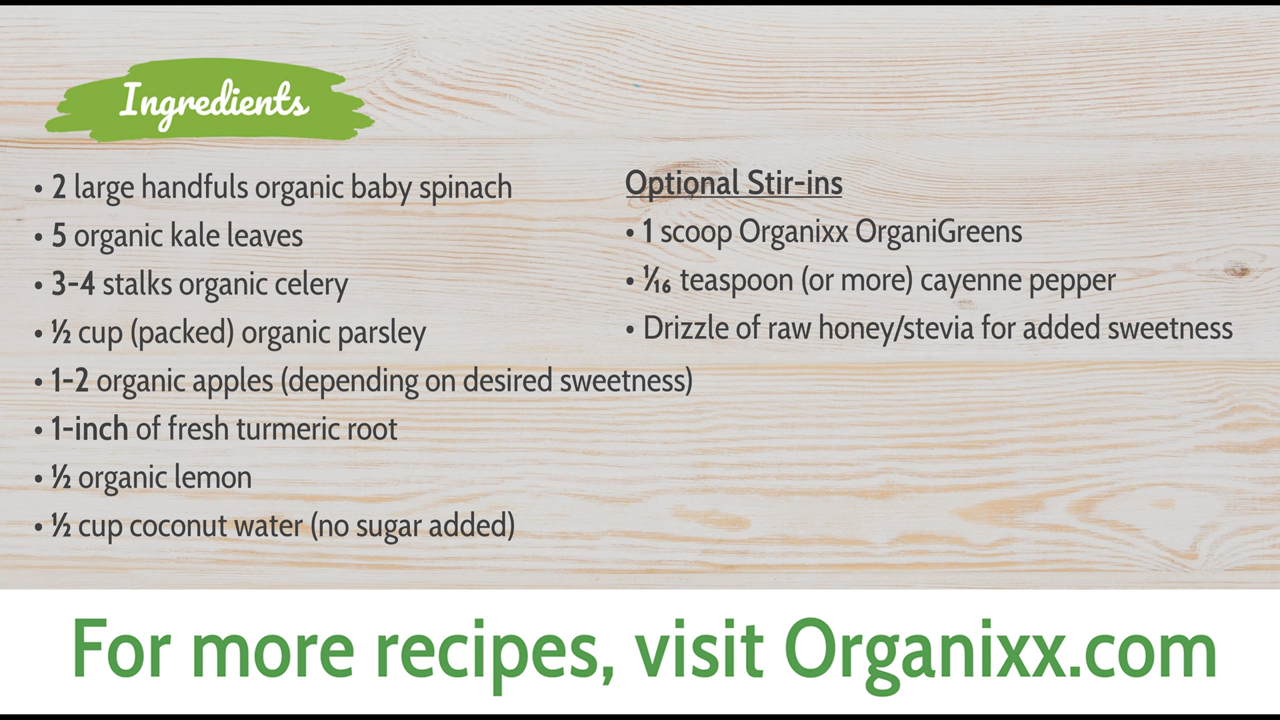 Ingredients
• 2 large handfuls organic baby spinach
• 5 organic kale leaves
• 3-4 stalks organic celery
• ½ cup (packed) organic parsley
• 1-2 organic apples (depending on desired sweetness)
• 1-inch of fresh turmeric root
• ½ organic lemon
• ½ cup coconut water (no sugar added)
Optional Stir-ins
• 1 scoop Organixx OrganiGreens
• 1⁄16 teaspoon (or more) cayenne pepper
• Drizzle of raw honey/stevia for added sweetness
For more recipes, visit Organixx.com